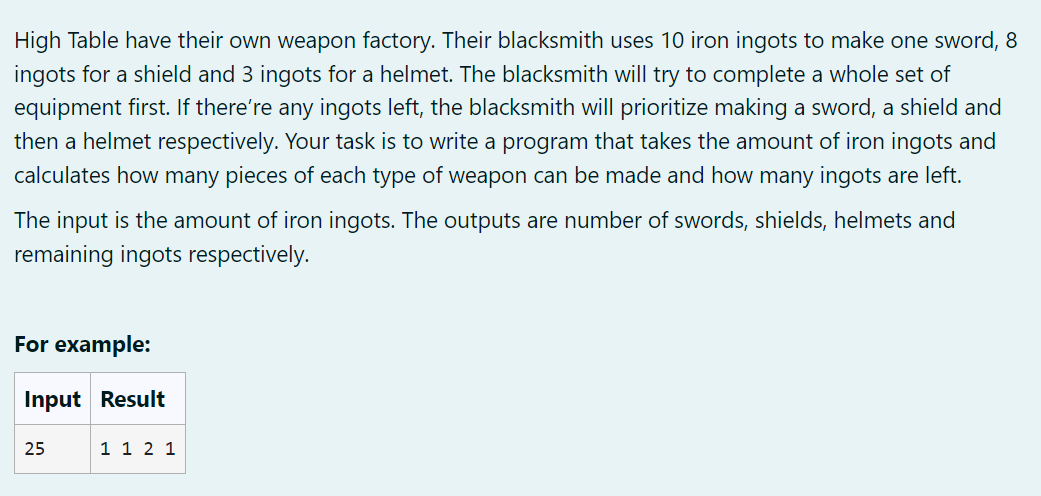 High Table have their own weapon factory. Their blacksmith uses 10 iron ingots to make one sword, 8
ingots for a shield and 3 ingots for a helmet. The blacksmith will try to complete a whole set of
equipment first. If there're any ingots left, the blacksmith will prioritize making a sword, a shield and
then a helmet respectively. Your task is to write a program that takes the amount of iron ingots and
calculates how many pieces of each type of weapon can be made and how many ingots are left.
The input is the amount of iron ingots. The outputs are number of swords, shields, helmets and
remaining ingots respectively.
For example:
Input Result
25 1 1 2 1